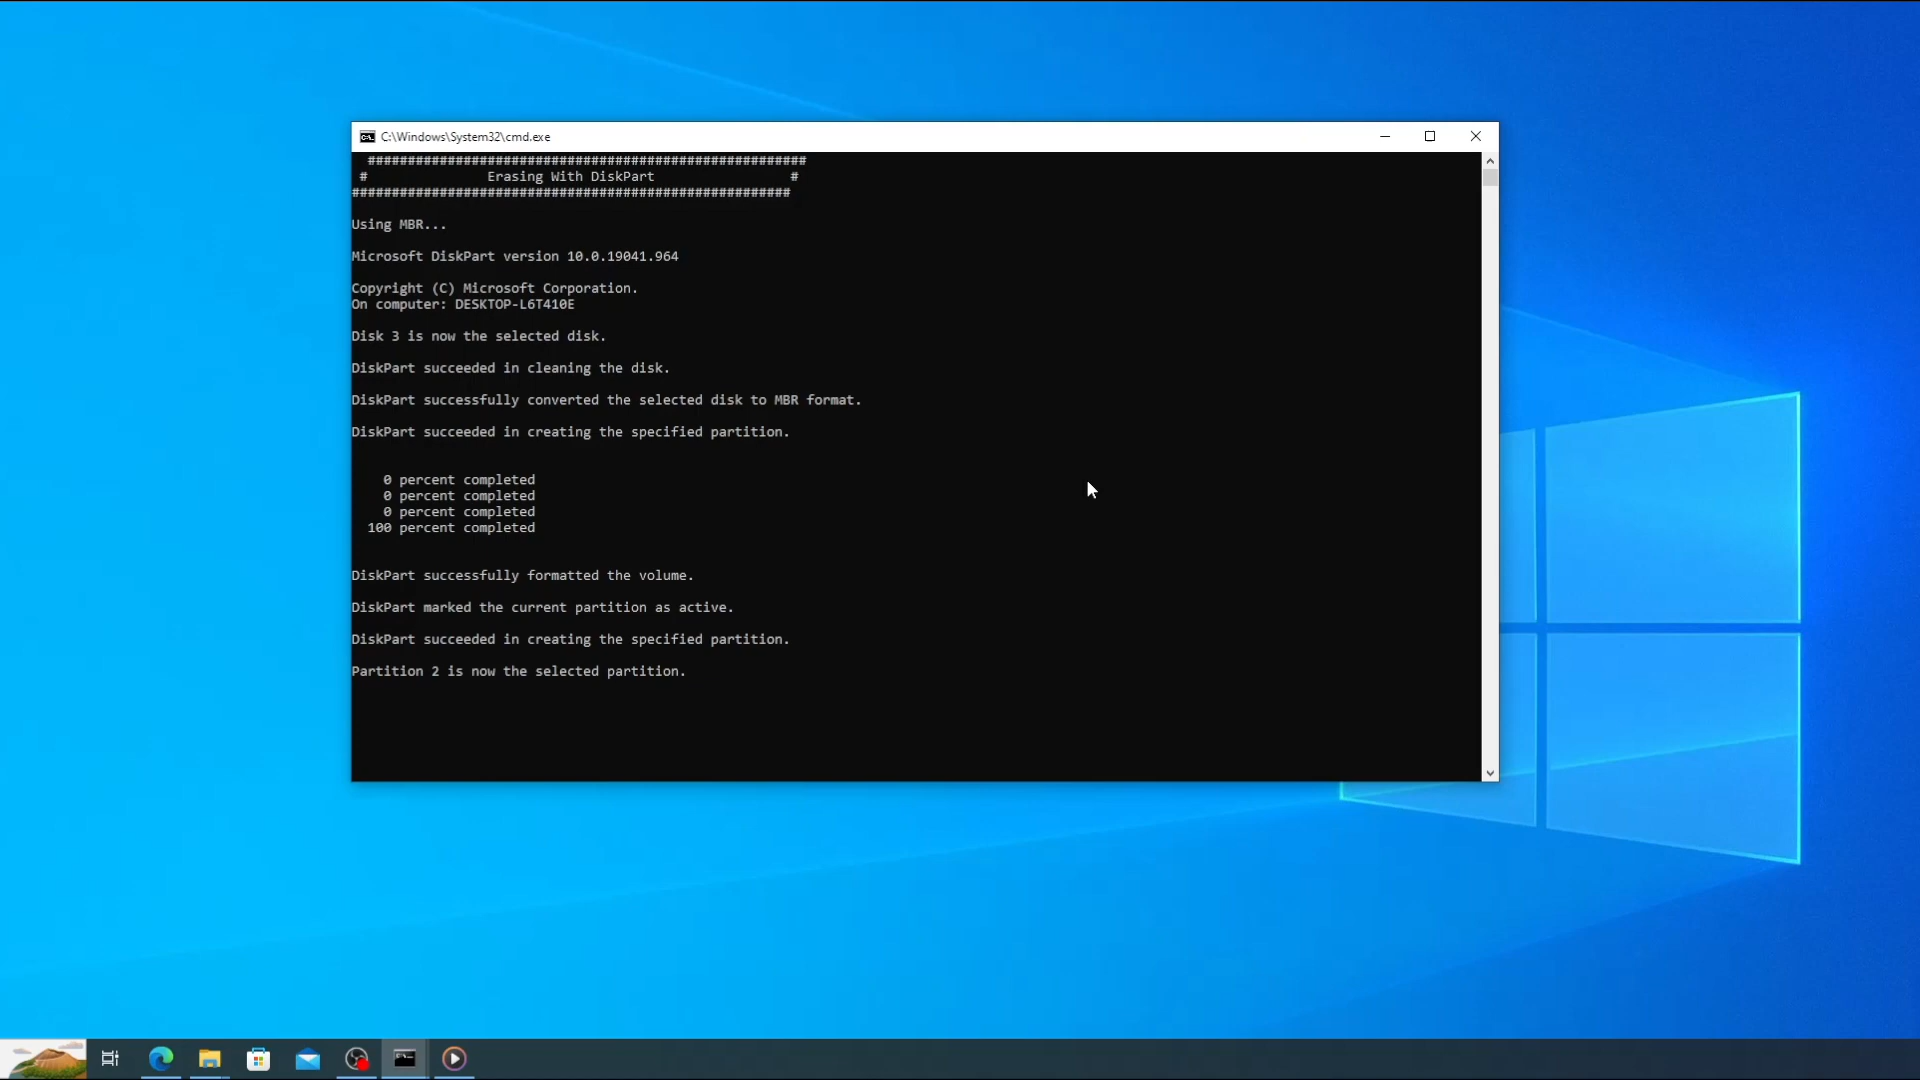 C:\Windows\System32\cmd.exe
#######################################################
# Erasing With DiskPart #
#######################################################
Using MBR...
Microsoft DiskPart version 10.0.19041.964
Copyright (C) Microsoft Corporation.
On computer: DESKTOP-L6T410E
Disk 3 is now the selected disk.
DiskPart succeeded in cleaning the disk.
DiskPart successfully converted the selected disk to MBR format.
DiskPart succeeded in creating the specified partition.
0 percent completed
0 percent completed
0 percent completed
100 percent completed
DiskPart successfully formatted the volume.
DiskPart marked the current partition as active.
DiskPart succeeded in creating the specified partition.
Partition 2 is now the selected partition.